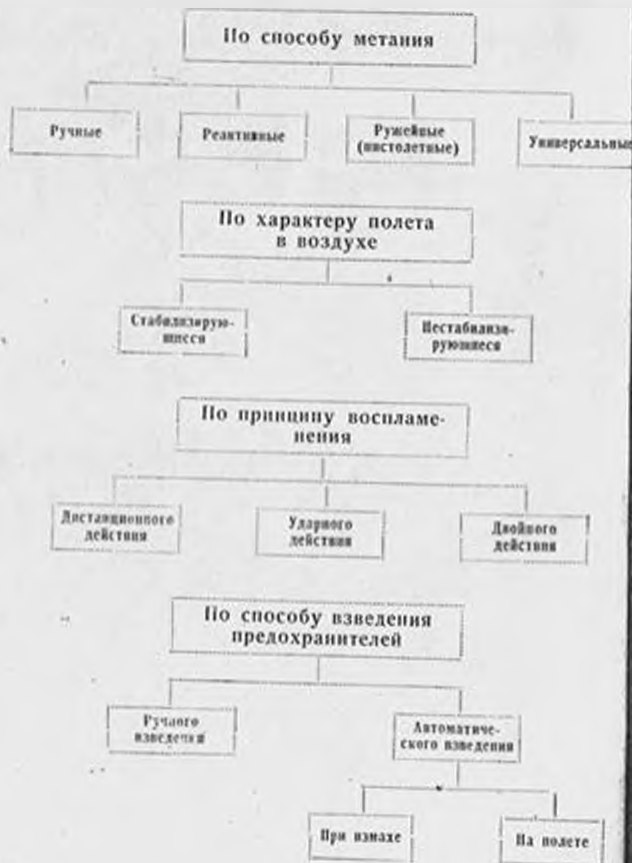 По способу метания
Ручные
Реактивные
Ружейные
(пистолетные)
Универсальные
По характеру полета
в воздухе
Стабилизирую-
щиеся
Нестабилизи-
рующиеся
По принципу воспламе-
нения
Дистанционного
действия
Ударного
действия
Двойного
действия
По способу взведения
предохранителей
Ручного
взведения
Автоматиче-
ского взведения
При взмахе
На полете